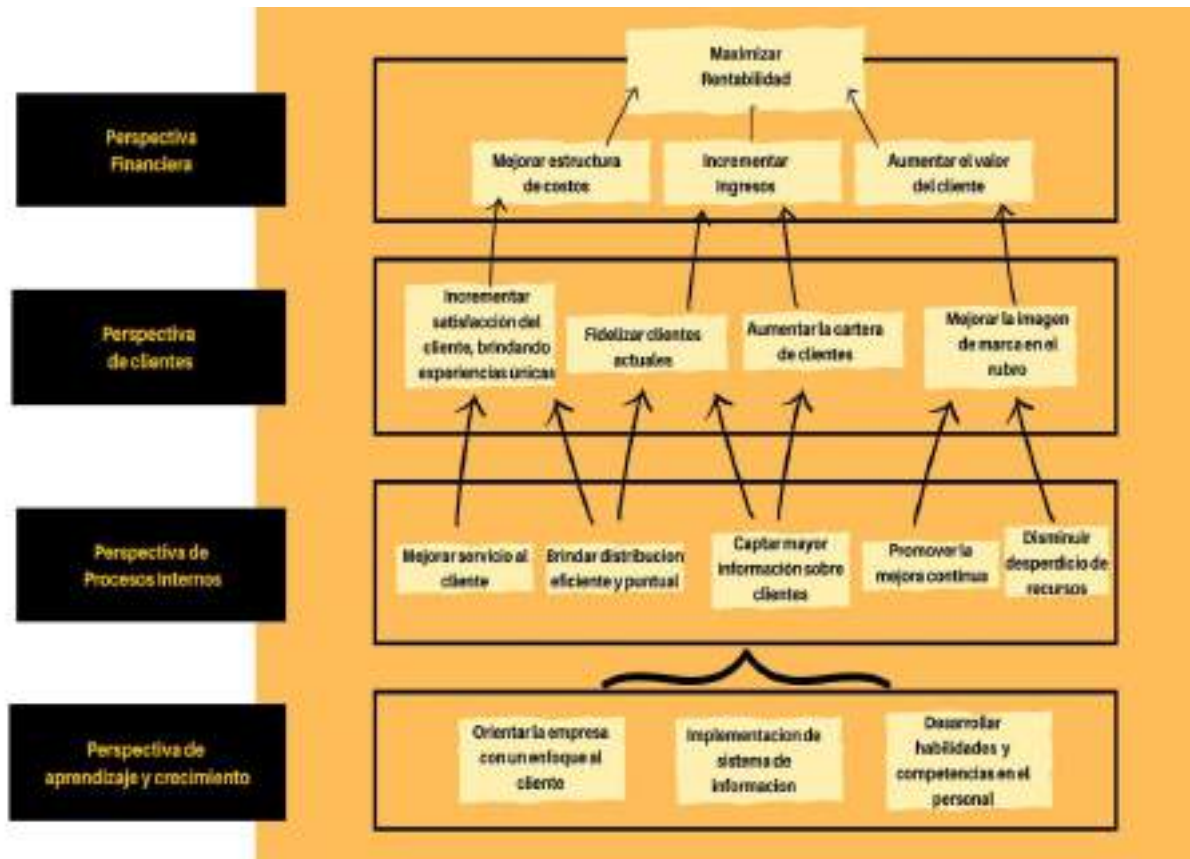 Maximizar
Rentabilidad
Perspectiva
Financiera
Mejorar estructura
de costos
Incrementar
ingresos
Aumentar el valor
del cliente
Perspectiva
de clientes
Incrementar
satisfacción del
cliente, brindando
experiencias únicas
Fidelizar clientes
actuales
Aumentar la cartera
de clientes
Mejorar la imagen
de marca en el
rubro
Perspectiva de
Procesos Internos
Mejorar servicio al
cliente
Brindar distribucion
eficiente y puntual
Captar mayor
información sobre
clientes
Promover la
mejora continua
Disminuir
desperdicio de
recursos
Perspectiva de
aprendizaje y crecimiento
Orientar la empresa
con un enfoque al
cliente
Implementacion de
sistema de
informacion
Desarrollar
habilidades y
competencias en el
personal